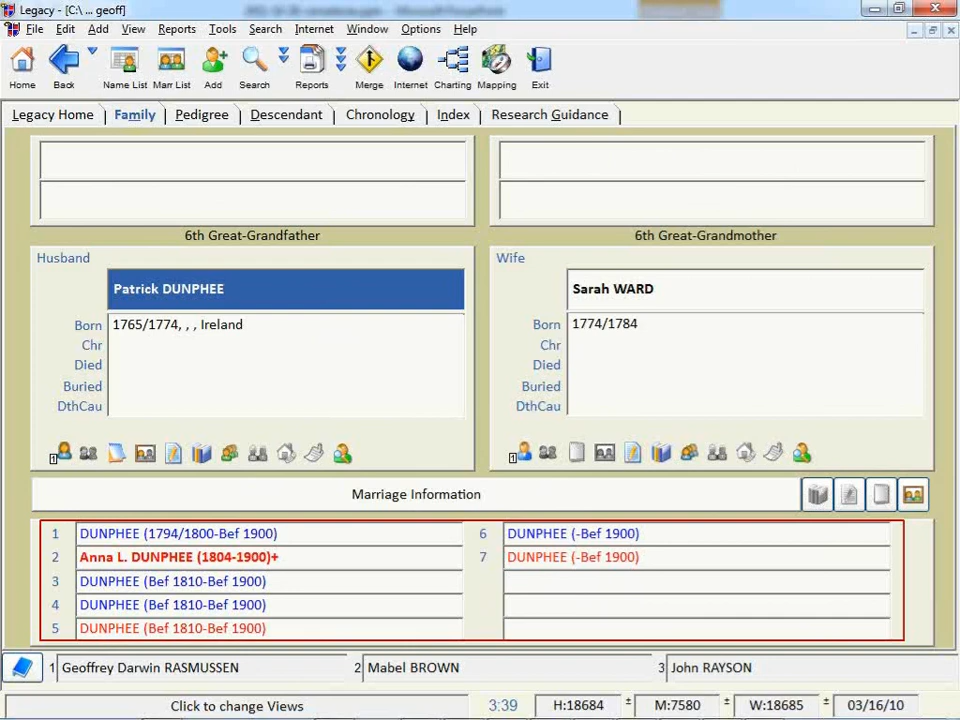 Legacy - [C:\ ... geoff]
File Edit Add View Reports Tools Search Internet Window Options Help
Home Back Name List Marr List Add Search Reports Merge Internet Charting Mapping Exit
Legacy Home Family Pedigree Descendant Chronology Index Research Guidance
6th Great-Grandfather 6th Great-Grandmother
Husband Wife
Patrick DUNPHEE Sarah WARD
Born 1765/1774, , , Ireland Born 1774/1784
Chr Chr
Died Died
Buried Buried
DthCau DthCau
1 1
Marriage Information
1 DUNPHEE (1794/1800-Bef 1900) 6 DUNPHEE (-Bef 1900)
2 Anna L. DUNPHEE (1804-1900)+ 7 DUNPHEE (-Bef 1900)
3 DUNPHEE (Bef 1810-Bef 1900)
4 DUNPHEE (Bef 1810-Bef 1900)
5 DUNPHEE (Bef 1810-Bef 1900)
1 Geoffrey Darwin RASMUSSEN 2 Mabel BROWN 3 John RAYSON
Click to change Views 3:39 H:18684 ± M:7580 ± W:18685 ± 03/16/10